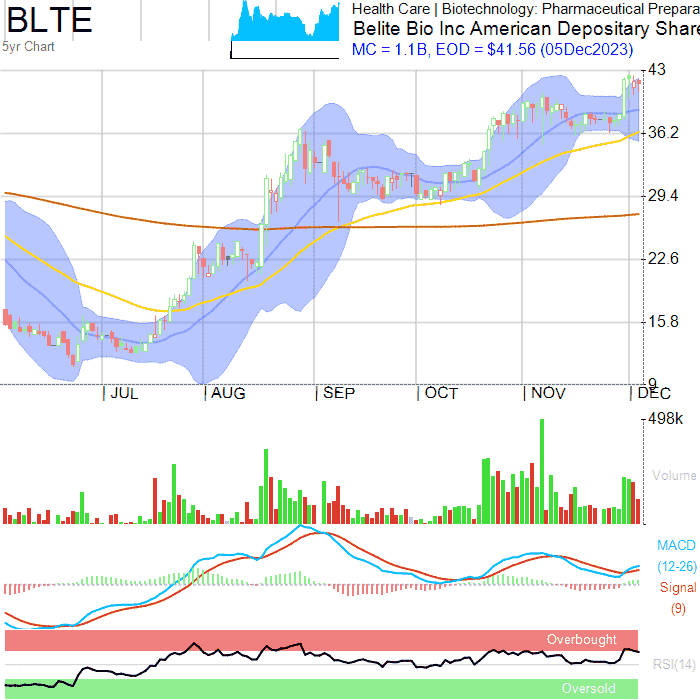 BLTE
5yr Chart
Health Care | Biotechnology: Pharmaceutical Prepara
Belite Bio Inc American Depositary Share
MC = 1.1B, EOD = $41.56 (05Dec2023)
43
36.2
29.4
22.6
15.8
9
JUL AUG SEP OCT NOV DEC
498k
Volume
MACD
(12-26)
Signal
(9)
Overbought
RSI(14)
Oversold